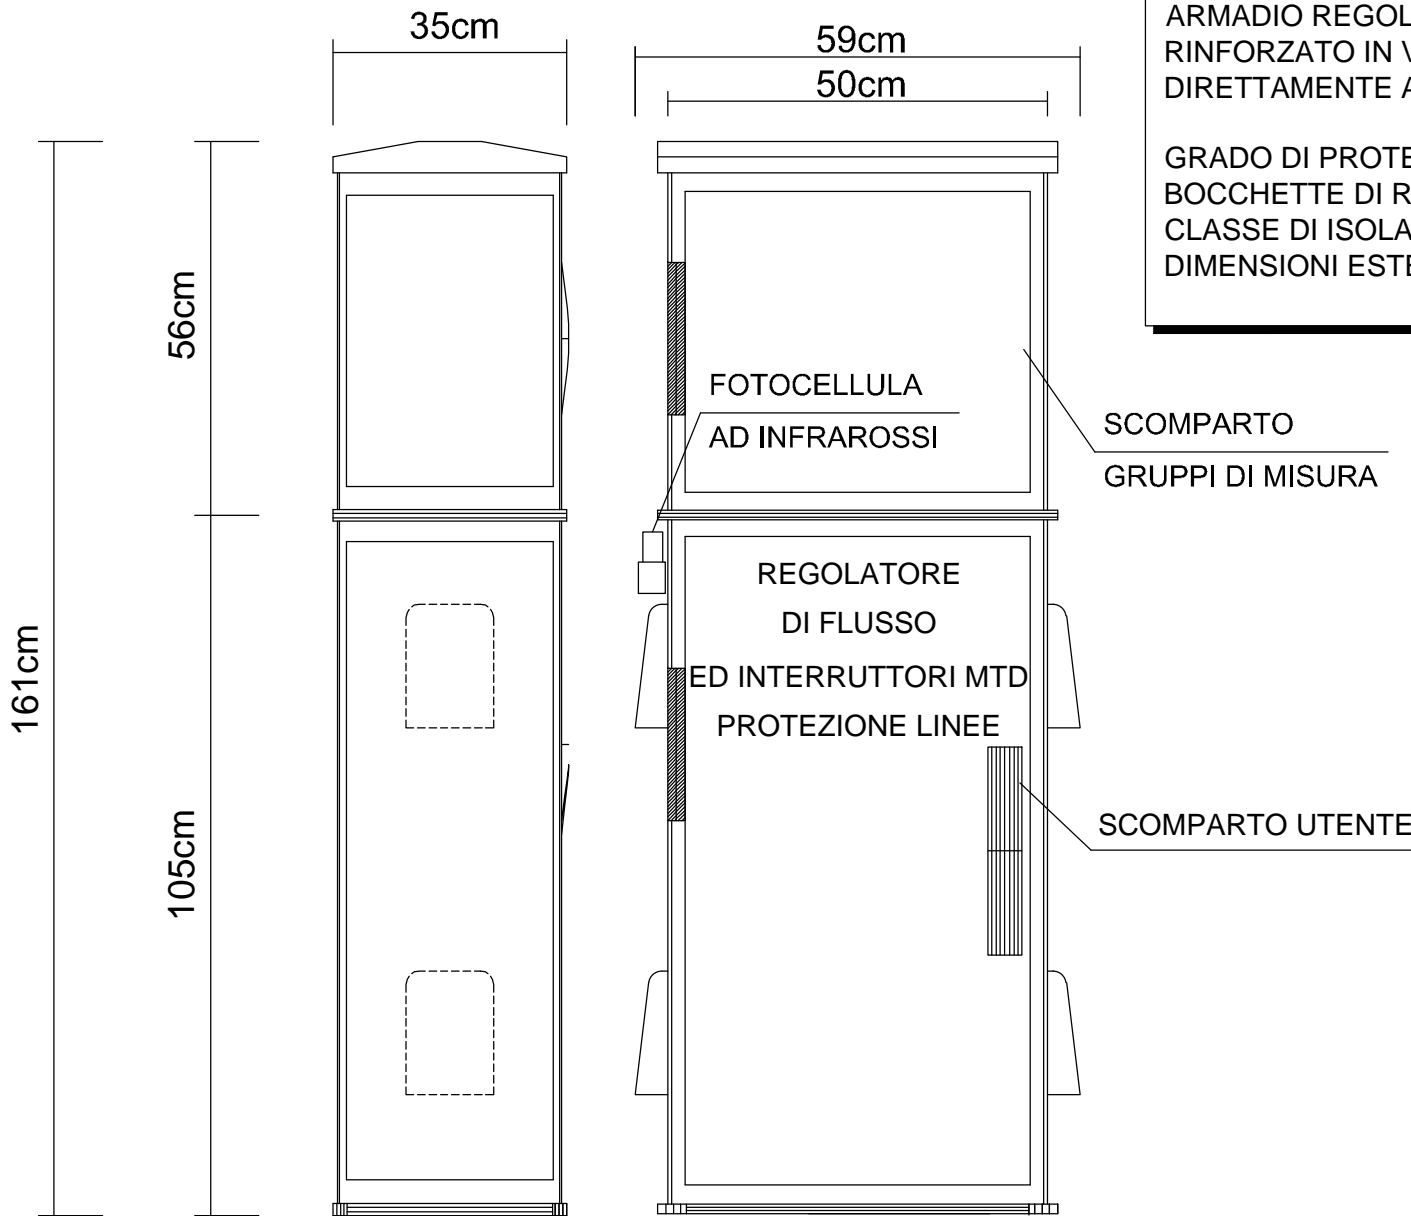 35cm
59cm
50cm
ARMADIO REGOL
RINFORZATO IN
DIRETTAMENTE A
GRADO DI PROTE
BOCCHETTE DI R
CLASSE DI ISOLA
DIMENSIONI ESTE
56cm
FOTOCELLULA
AD INFRAROSSI
SCOMPARTO
GRUPPI DI MISURA
REGOLATORE
DI FLUSSO
ED INTERRUTTORI MTD
PROTEZIONE LINEE
161cm
105cm
SCOMPARTO UTENTE